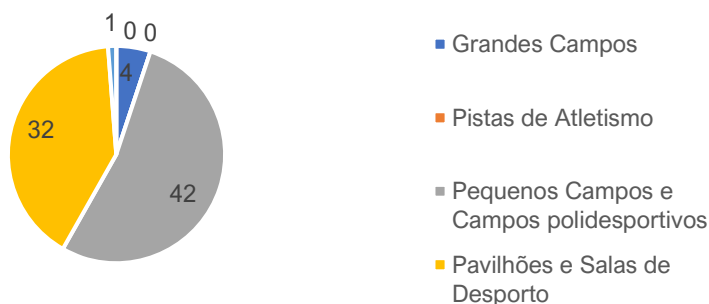 1 0 0
4
32
42
Grandes Campos
Pistas de Atletismo
Pequenos Campos e
Campos polidesportivos
Pavilhões e Salas de
Desporto